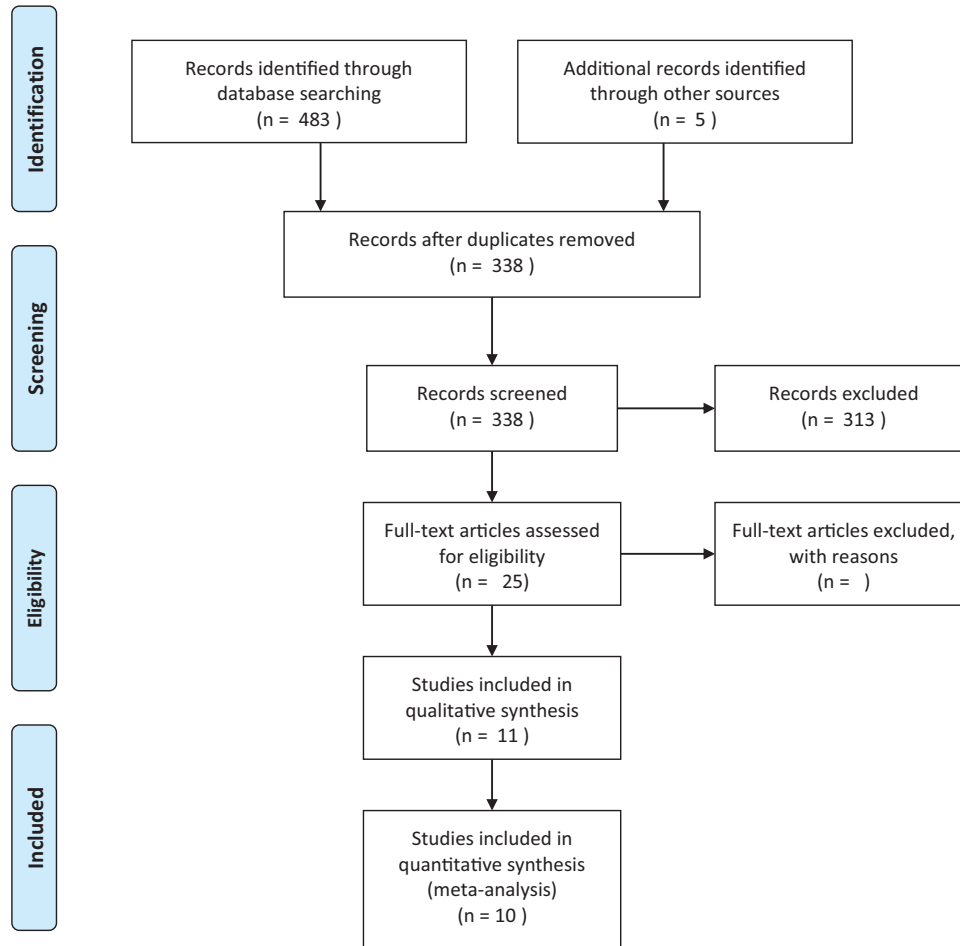 Identification
Records identified through
database searching
(n = 483 )
Additional records identified
through other sources
(n = 5 )
Records after duplicates removed
(n = 338 )
Screening
Records screened
(n = 338 )
Records excluded
(n = 313 )
Eligibility
Full-text articles assessed
for eligibility
(n = 25)
Full-text articles excluded,
with reasons
(n = )
Studies included in
qualitative synthesis
(n = 11 )
Included
Studies included in
quantitative synthesis
(meta-analysis)
(n = 10 )